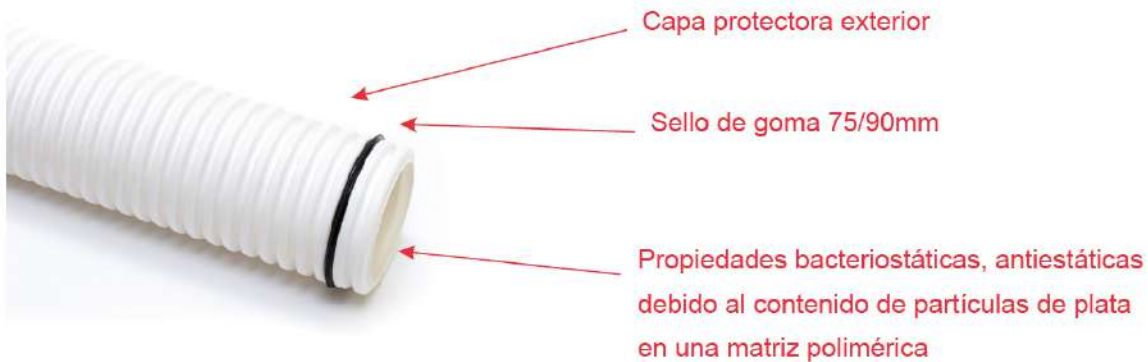 Capa protectora exterior
Sello de goma 75/90mm
Propiedades bacteriostáticas, antiestáticas
debido al contenido de partículas de plata
en una matriz polimérica